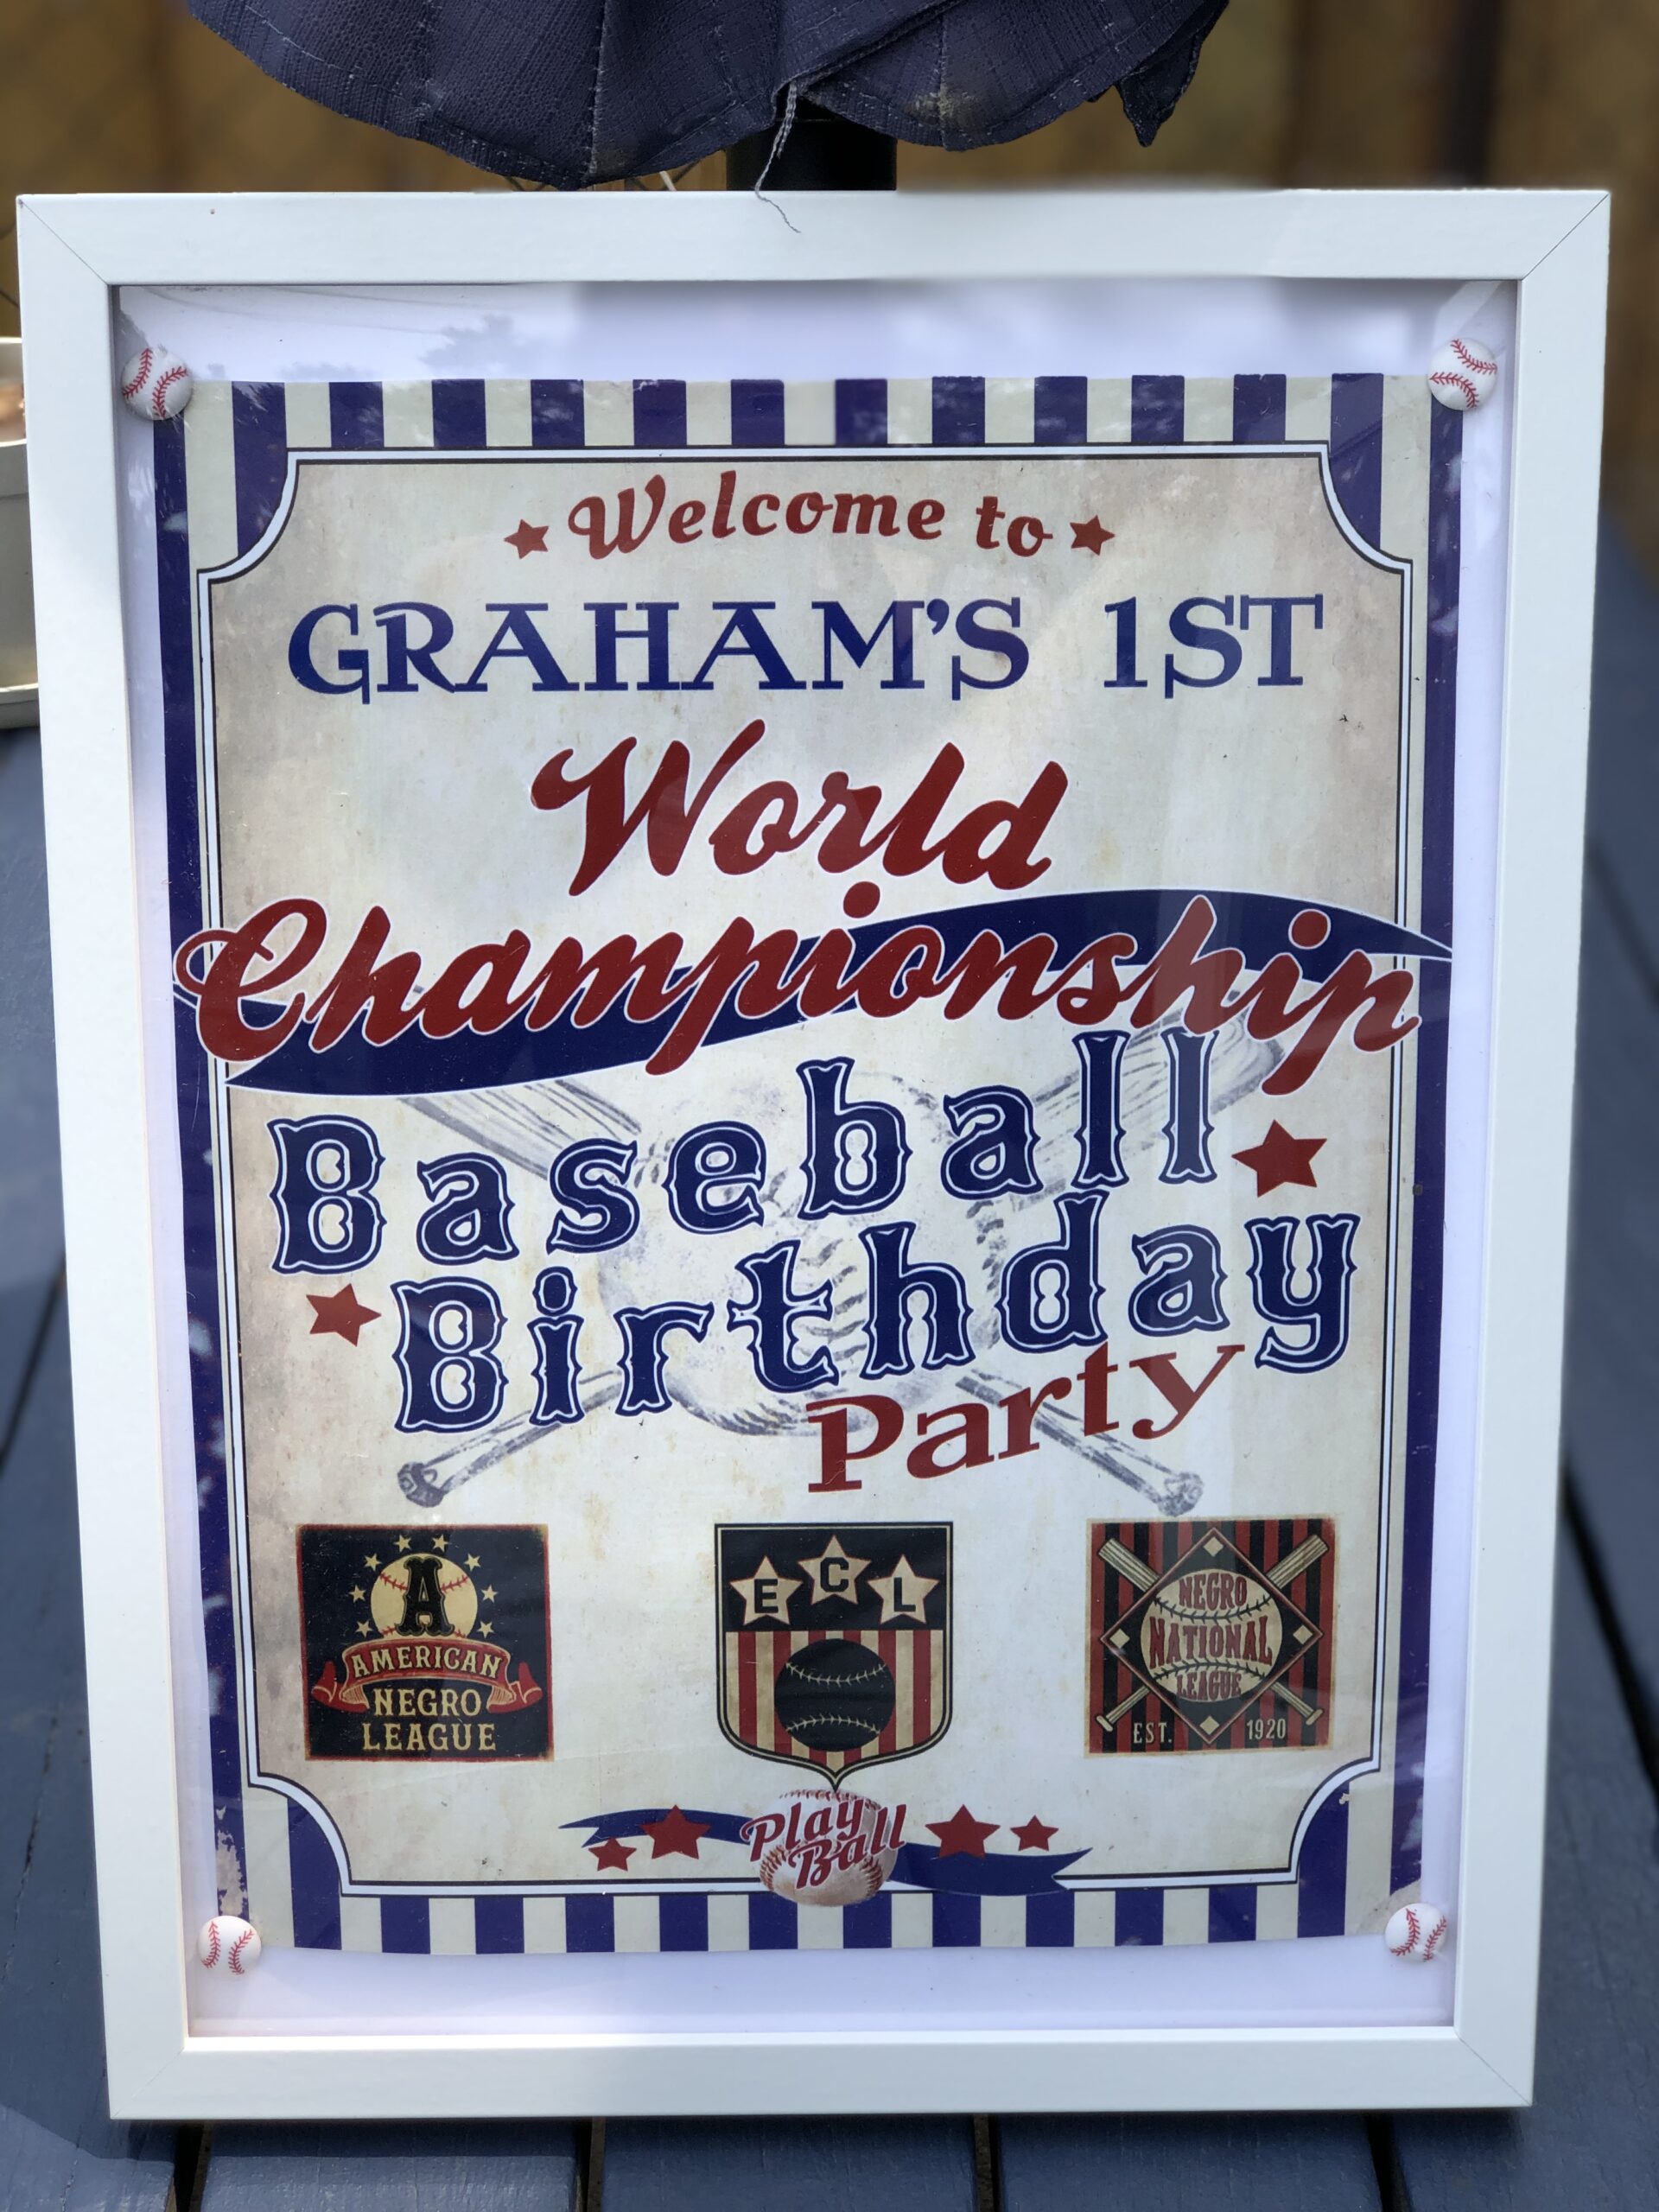 Welcome to
GRAHAM'S 1ST
World
Championship
Baseball
Birthday
Party
A
AMERICAN
NEGRO
LEAGUE
E C L
NEGRO
NATIONAL
LEAGUE
EST. 1920
Play
Ball